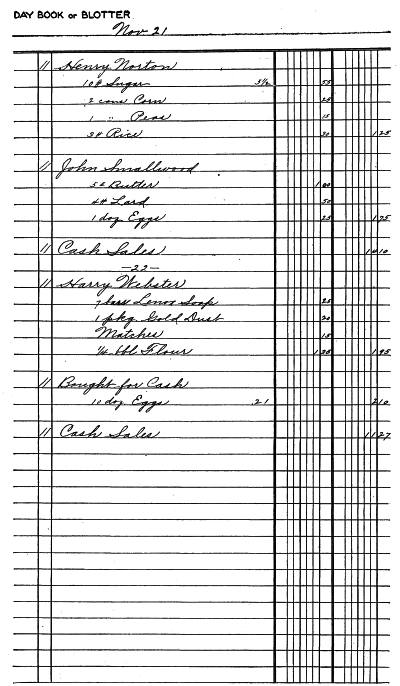 DAY BOOK or BLOTTER
Nov 21
11 Henry Norton
10# Sugar 5½ 55
2 cans Corn 25
1 " Peas 15
3# Rice 30 1 25
11 John Smallwood
5# Butter 1 00
4# Lard 50
1 doz Eggs 25 1 75
11 Cash Sales 14 10
—22—
11 Harry Webster
7 bars Lenox Soap 25
1 pkg. Gold Dust 20
Matches 15
¼ bbl Flour 1 35 1 95
11 Bought for Cash
10 doz Eggs .21 2 10
11 Cash Sales 11 27